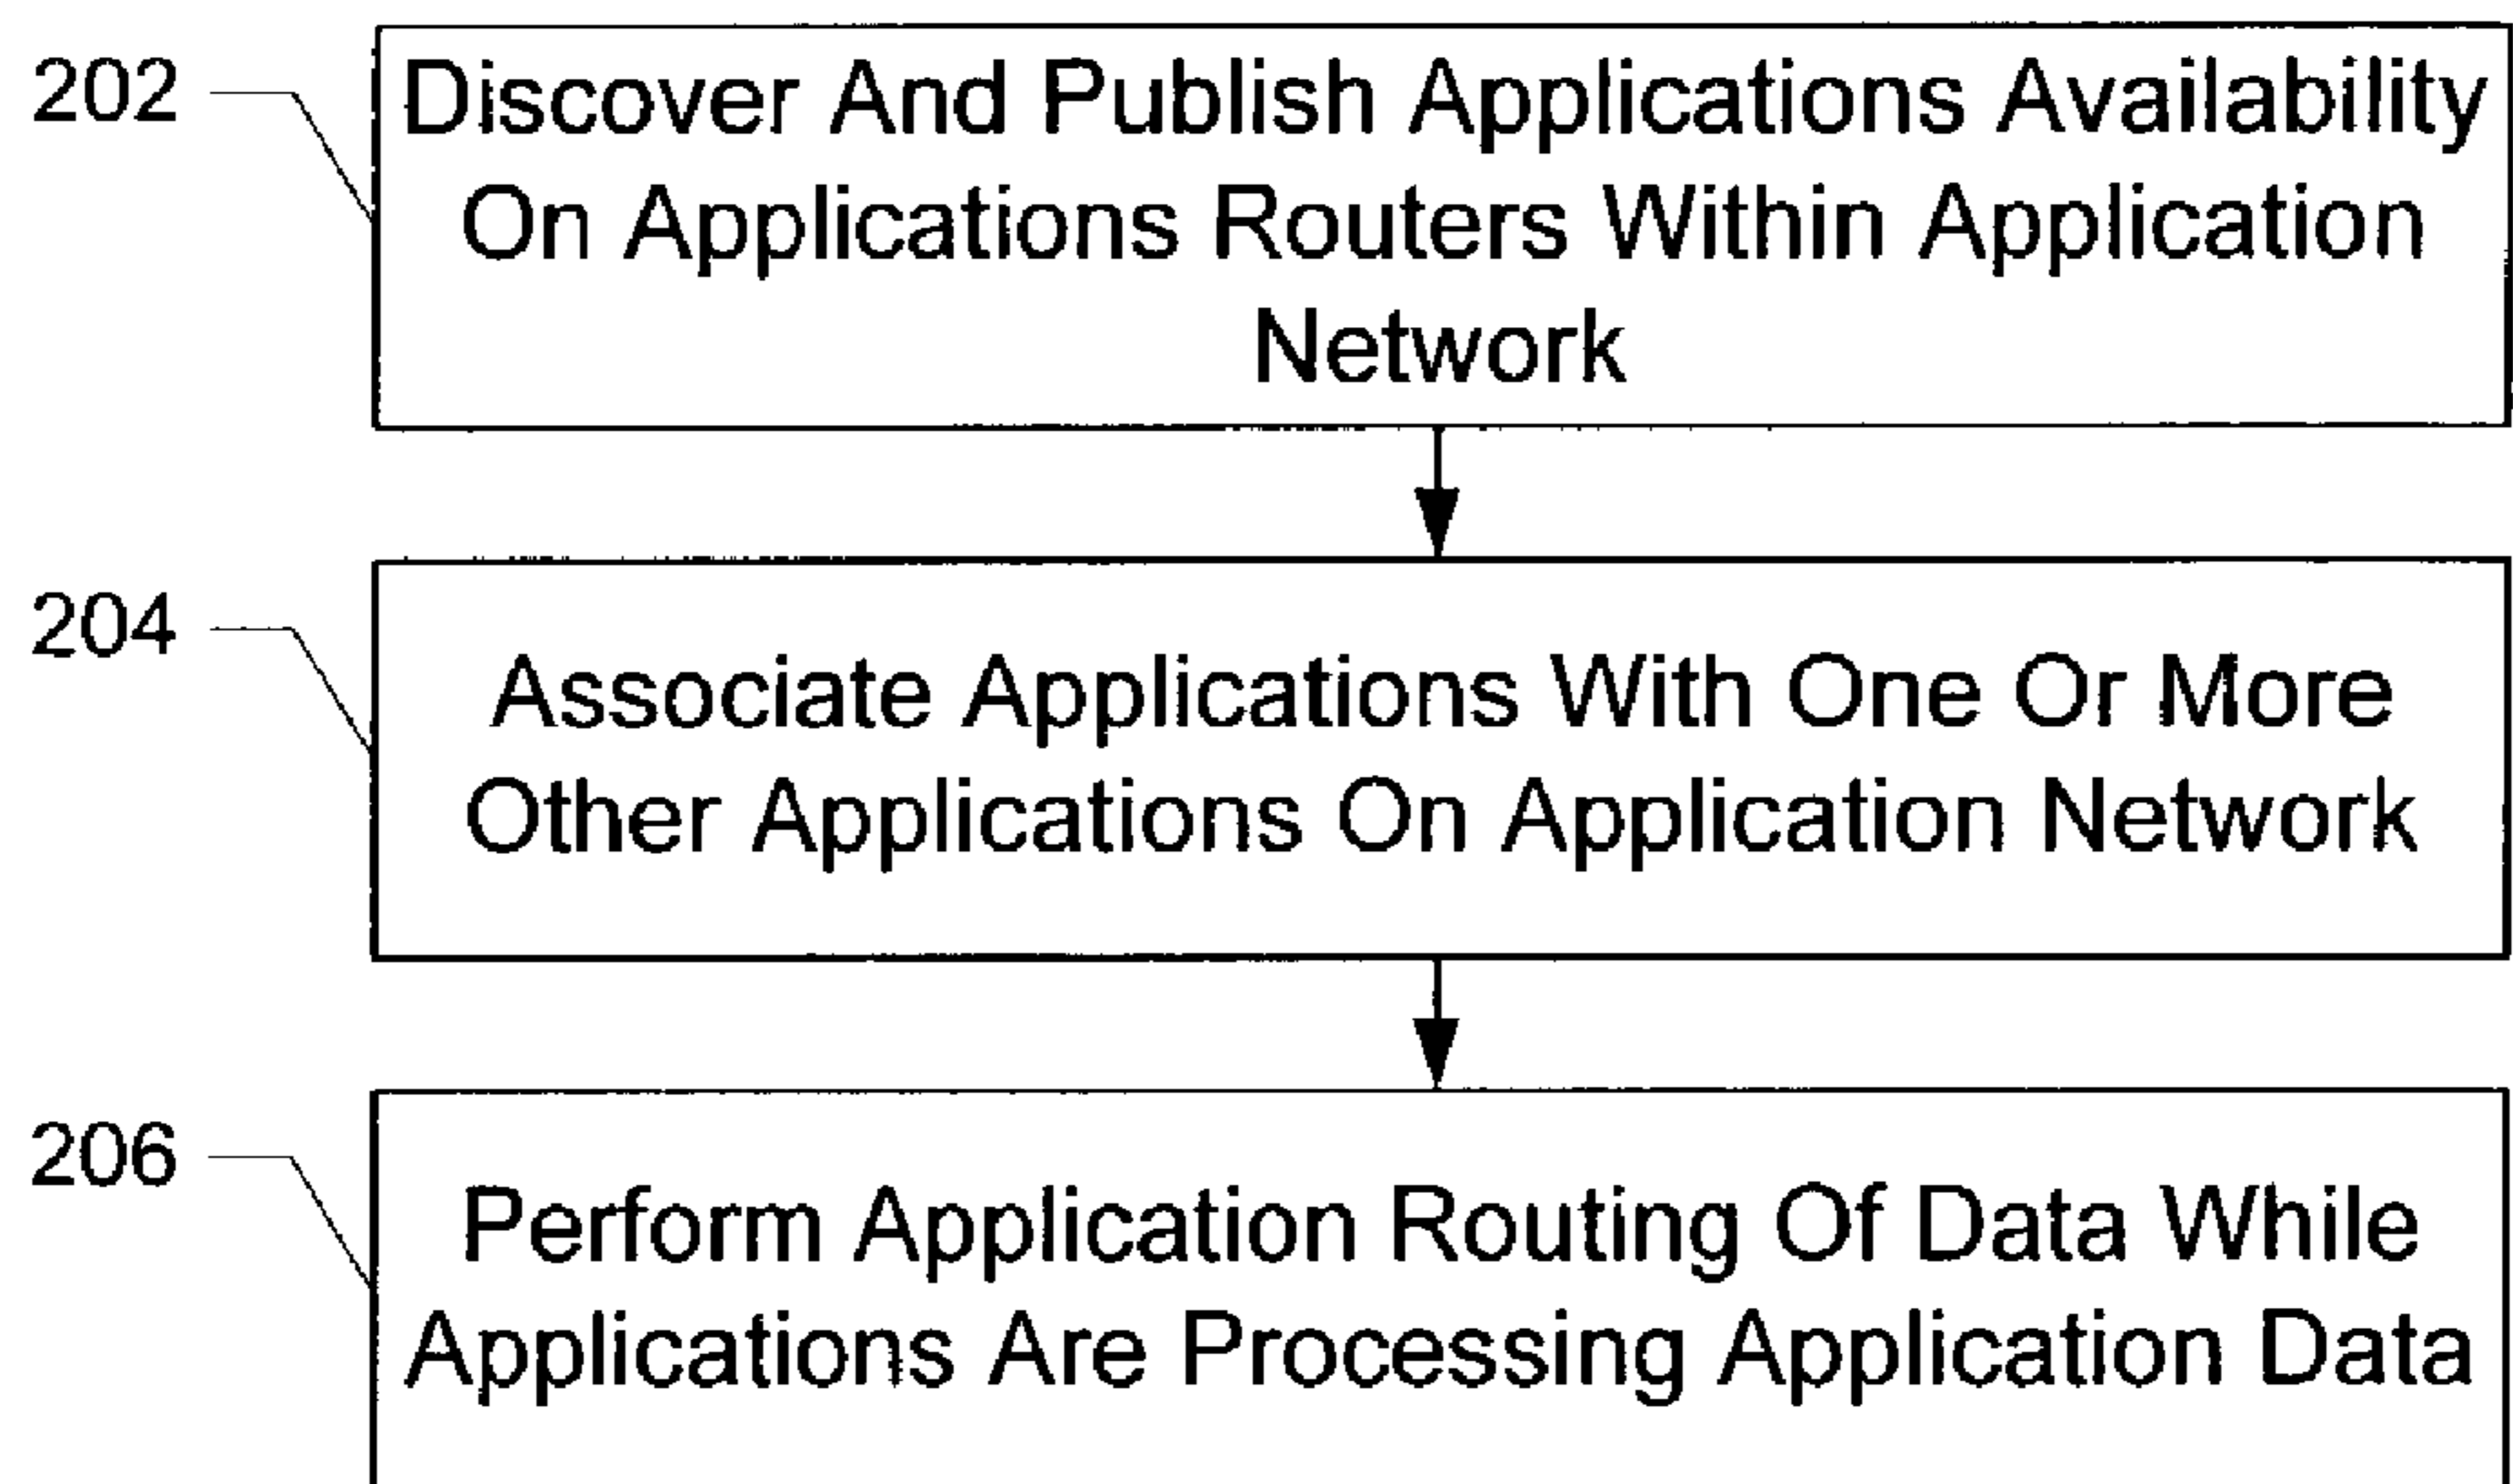 202
Discover And Publish Applications Availability
On Applications Routers Within Application
Network
204
Associate Applications With One Or More
Other Applications On Application Network
206
Perform Application Routing Of Data While
Applications Are Processing Application Data